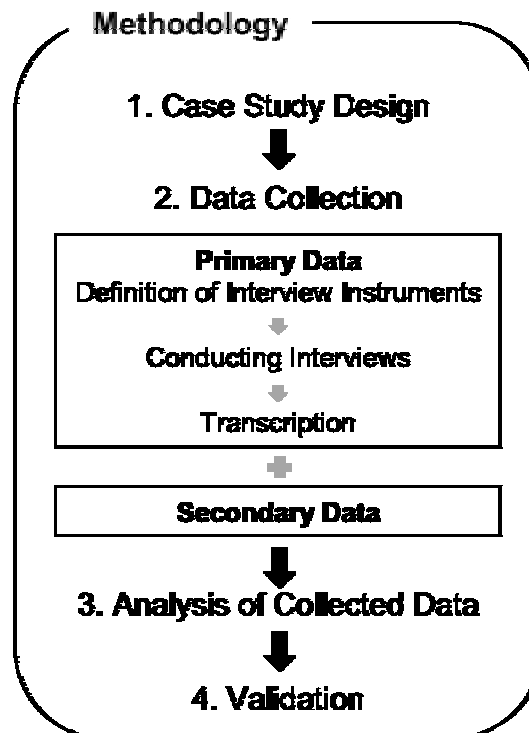 Methodology
1. Case Study Design
2. Data Collection
Primary Data
Definition of Interview Instruments
Conducting Interviews
Transcription
Secondary Data
3. Analysis of Collected Data
4. Validation